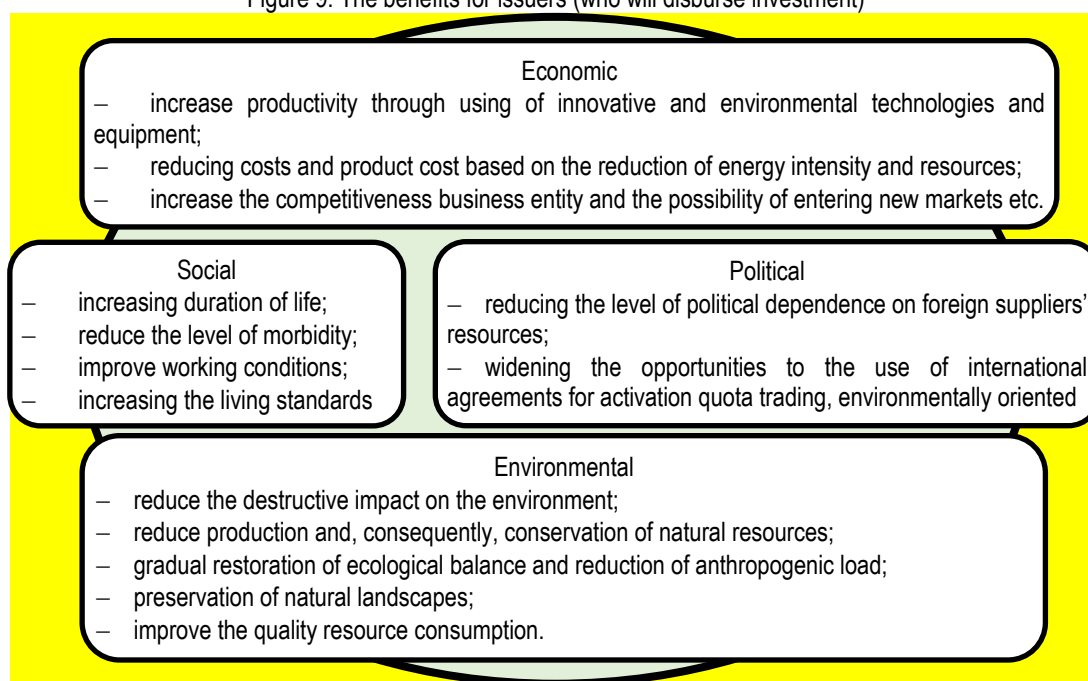 Figure 9. The benefits for issuers (who will disburse investment)
Economic
– increase productivity through using of innovative and environmental technologies and
equipment;
– reducing costs and product cost based on the reduction of energy intensity and resources;
– increase the competitiveness business entity and the possibility of entering new markets etc.
Social
– increasing duration of life;
– reduce the level of morbidity;
– improve working conditions;
– increasing the living standards
Political
– reducing the level of political dependence on foreign suppliers’
resources;
– widening the opportunities to the use of international
agreements for activation quota trading, environmentally oriented
Environmental
– reduce the destructive impact on the environment;
– reduce production and, consequently, conservation of natural resources;
– gradual restoration of ecological balance and reduction of anthropogenic load;
– preservation of natural landscapes;
– improve the quality resource consumption.